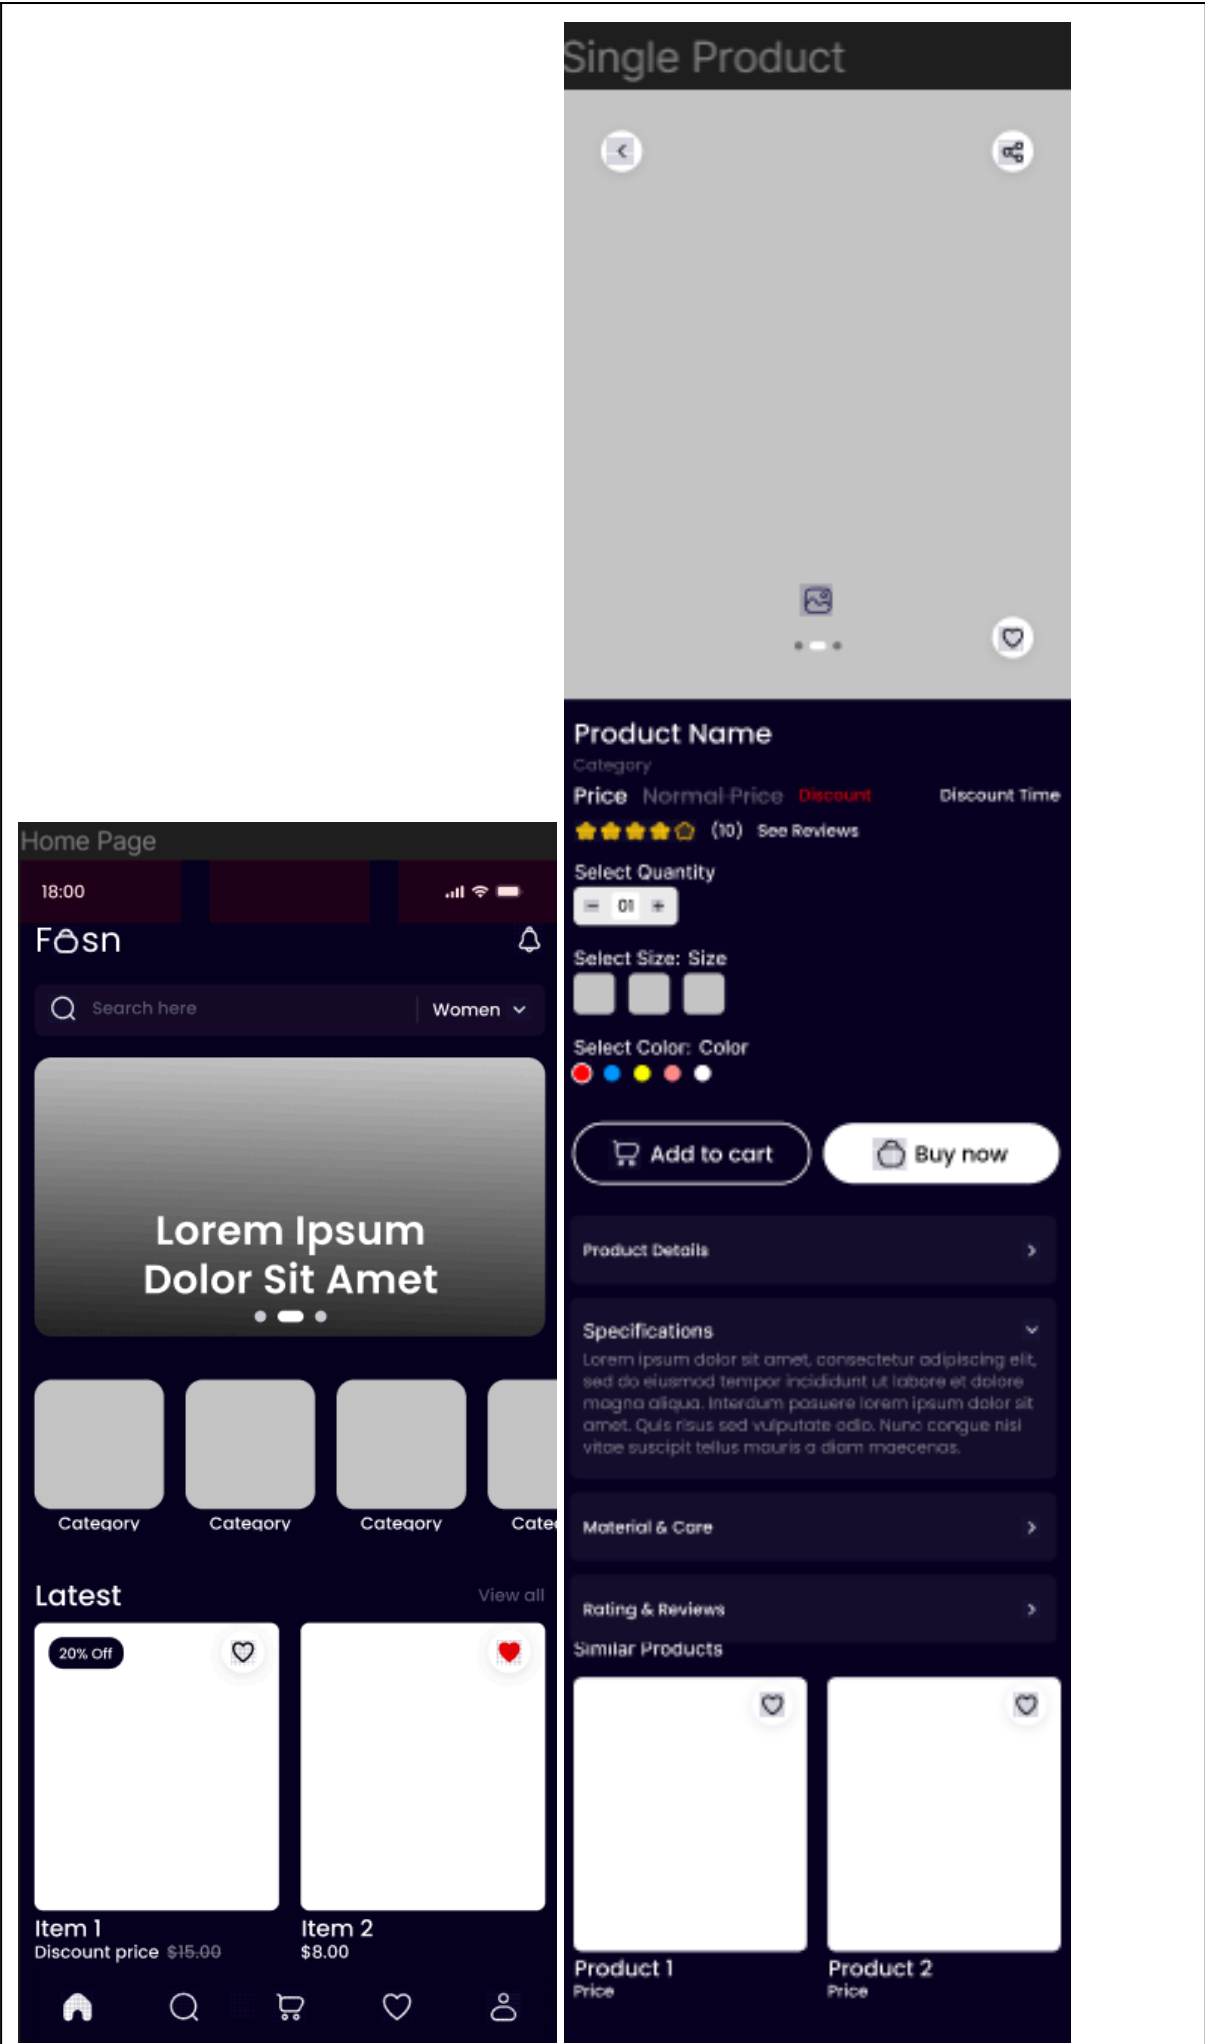 Single Product
Product Name
Category
Price Normal Price Discount Discount Time
(10) See Reviews
Select Quantity
- 01 +
Select Size: Size
Select Color: Color
Add to cart Buy now
Product Details
Specifications
Lorem ipsum dolor sit amet, consectetur adipiscing elit,
sed do eiusmod tempor incididunt ut labore et dolore
magna aliqua. Interdum posuere lorem ipsum dolor sit
amet. Quis risus sed vulputate odio. Nunc congue nisi
vitae suscipit tellus mauris a diam maecenas.
Material & Care
Rating & Reviews
Similar Products
Product 1 Product 2
Price Price
Home Page
18:00
Fasn
Search here Women
Lorem Ipsum
Dolor Sit Amet
Category Category Category Cate
Latest View all
20% Off
Item 1 Item 2
Discount price $15.00 $8.00